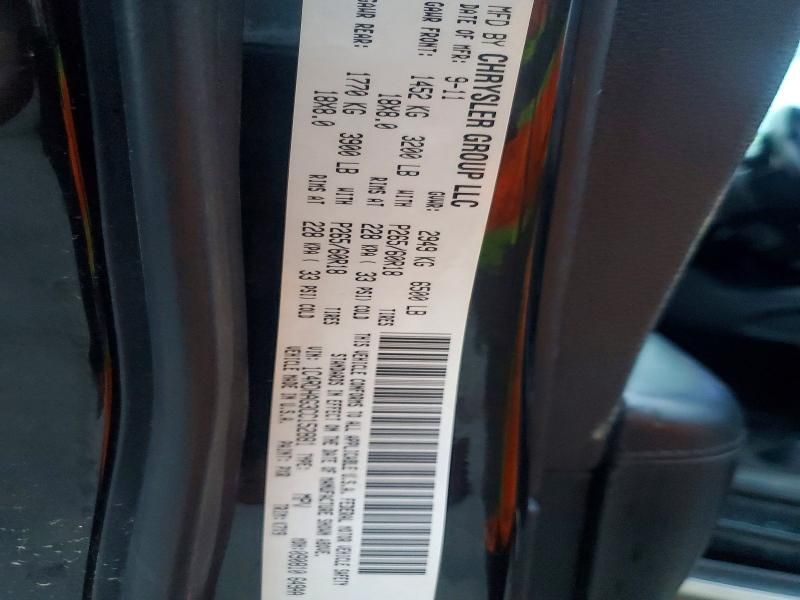 MFD BY CHRYSLER GROUP LLC
DATE OF MFR: 9-11 GVWR: 2949 KG 6500 LB
GAWR FRONT: 1452 KG 3200 LB WITH P265/60R18 TIRES
18X8.0 RIMS AT 228 KPA ( 33 PSI) COLD
GAWR REAR: 1770 KG 3900 LB WITH P265/60R18 TIRES
18X8.0 RIMS AT 228 KPA ( 33 PSI) COLD
THIS VEHICLE CONFORMS TO ALL APPLICABLE U.S.A. FEDERAL MOTOR VEHICLE SAFETY
STANDARDS IN EFFECT ON THE DATE OF MANUFACTURE SHOWN ABOVE.
VIN: TYPE: MPV
VEHICLE MADE IN U.S.A. PAINT: TRIM: